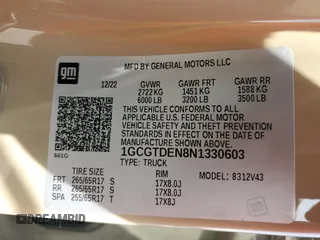 gm
MFD BY GENERAL MOTORS LLC
12/22 GVWR GAWR FRT GAWR RR
2722 KG 1451 KG 1588 KG
6000 LB 3200 LB 3500 LB
THIS VEHICLE CONFORMS TO ALL
APPLICABLE U.S. FEDERAL MOTOR
VEHICLE SAFETY AND THEFT PREVENTION
STANDARDS IN EFFECT ON THE DATE OF
MANUFACTURE SHOWN ABOVE.
1GCGTDEN8N1330603
661G TYPE: TRUCK
TIRE SIZE RIM MODEL: 8312V43
FRT 265/65R17 S 17X8.0J
RR 265/65R17 S 17X8.0J
SPA 255/65R17 T 17X8J
DREAMBID